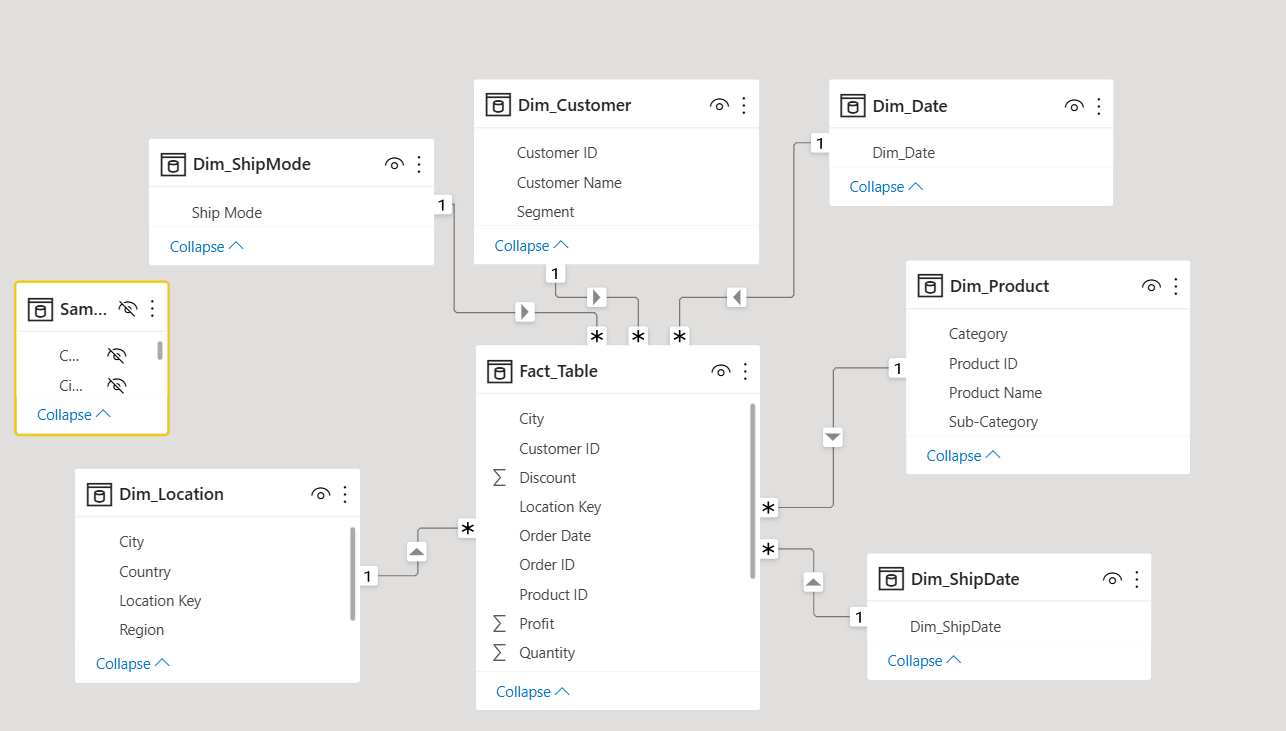 Dim_Customer
Customer ID
Customer Name
Segment
Collapse
1
Dim_Date
Dim_Date
Collapse
1
Dim_ShipMode
Ship Mode
Collapse
1
Sam...
C...
Ci...
Collapse
Dim_Product
Category
Product ID
Product Name
Sub-Category
Collapse
1
* * *
Fact_Table
City
Customer ID
Σ Discount
Location Key
Order Date
Order ID
Product ID
Σ Profit
Σ Quantity
Collapse
*
*
*
Dim_Location
City
Country
Location Key
Region
Collapse
1
Dim_ShipDate
Dim_ShipDate
Collapse
1